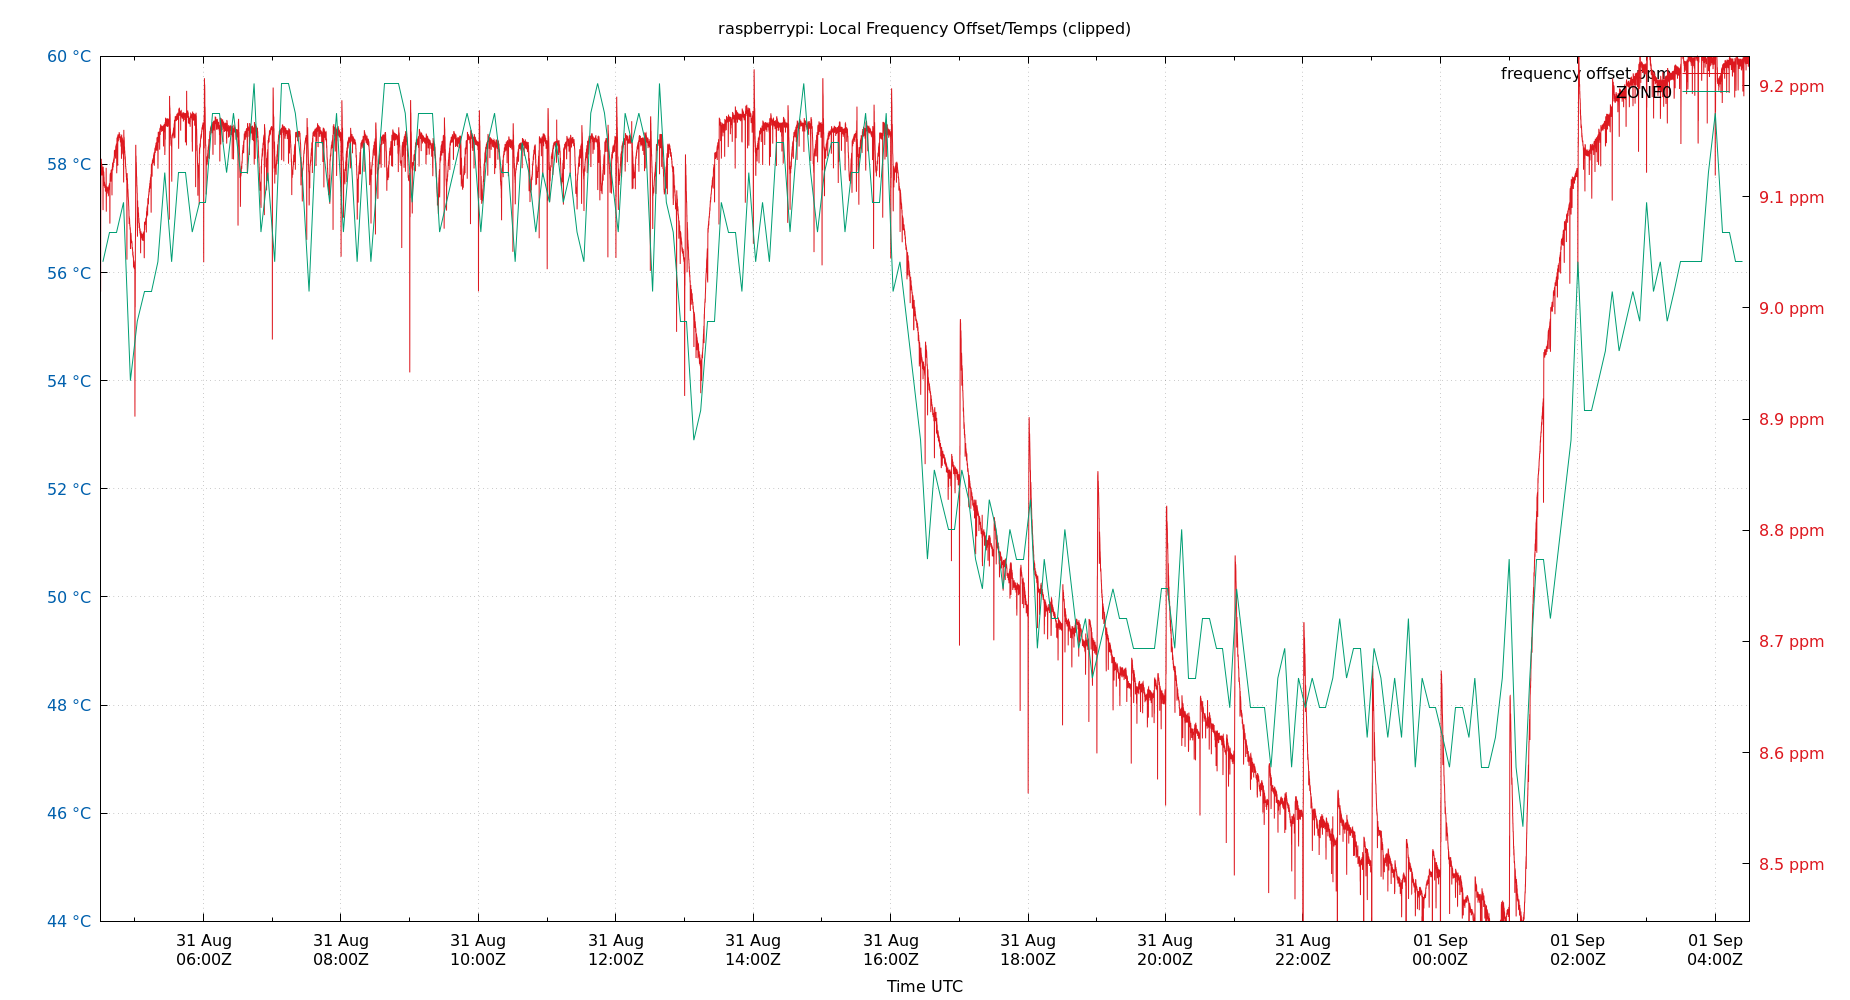 raspberrypi: Local Frequency Offset/Temps (clipped)
60 °C
58 °C
56 °C
54 °C
52 °C
50 °C
48 °C
46 °C
44 °C
frequency offset ppm
ZONE0
9.2 ppm
9.1 ppm
9.0 ppm
8.9 ppm
8.8 ppm
8.7 ppm
8.6 ppm
8.5 ppm
31 Aug
06:00Z
31 Aug
08:00Z
31 Aug
10:00Z
31 Aug
12:00Z
31 Aug
14:00Z
31 Aug
16:00Z
31 Aug
18:00Z
31 Aug
20:00Z
31 Aug
22:00Z
01 Sep
00:00Z
01 Sep
02:00Z
01 Sep
04:00Z
Time UTC